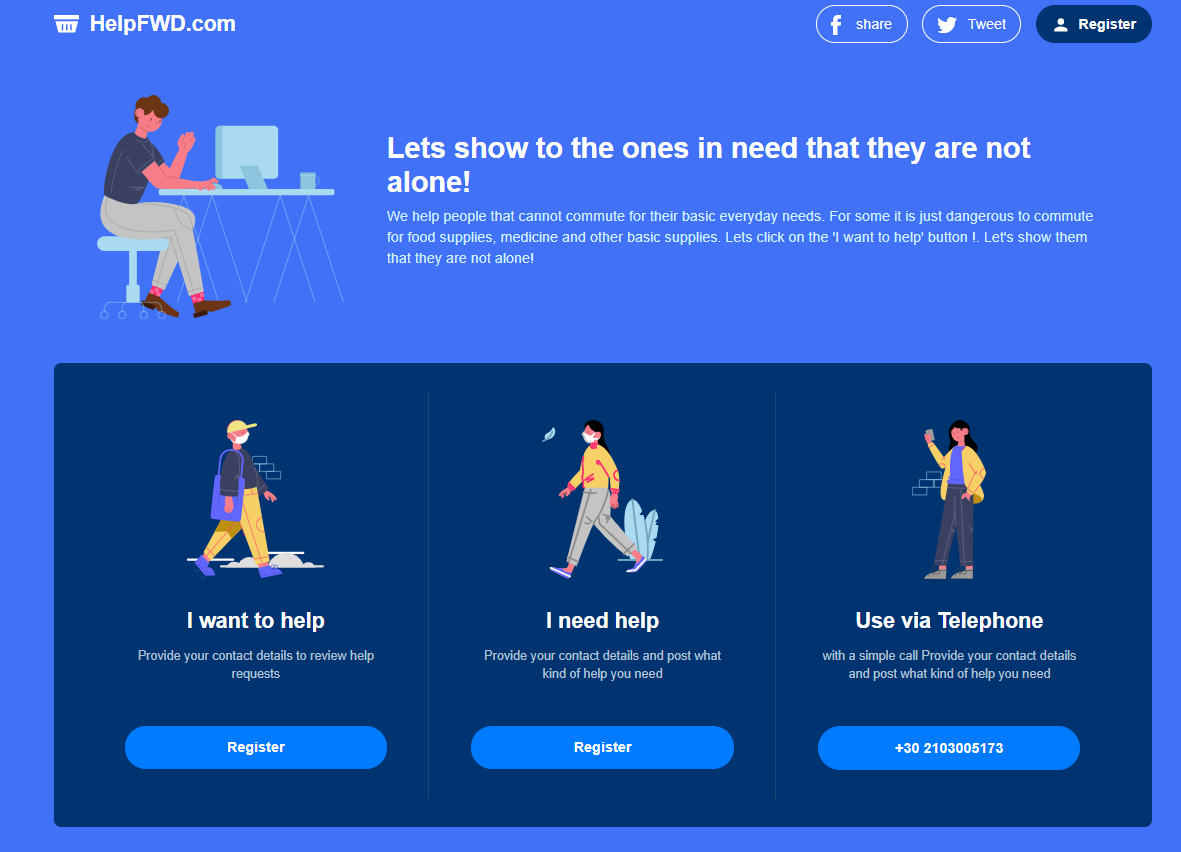 HelpFWD.com
share
Tweet
Register
Lets show to the ones in need that they are not
alone!
We help people that cannot commute for their basic everyday needs. For some it is just dangerous to commute
for food supplies, medicine and other basic supplies. Lets click on the 'I want to help' button !. Let's show them
that they are not alone!
I want to help
Provide your contact details to review help
requests
Register
I need help
Provide your contact details and post what
kind of help you need
Register
Use via Telephone
with a simple call Provide your contact details
and post what kind of help you need
+30 2103005173